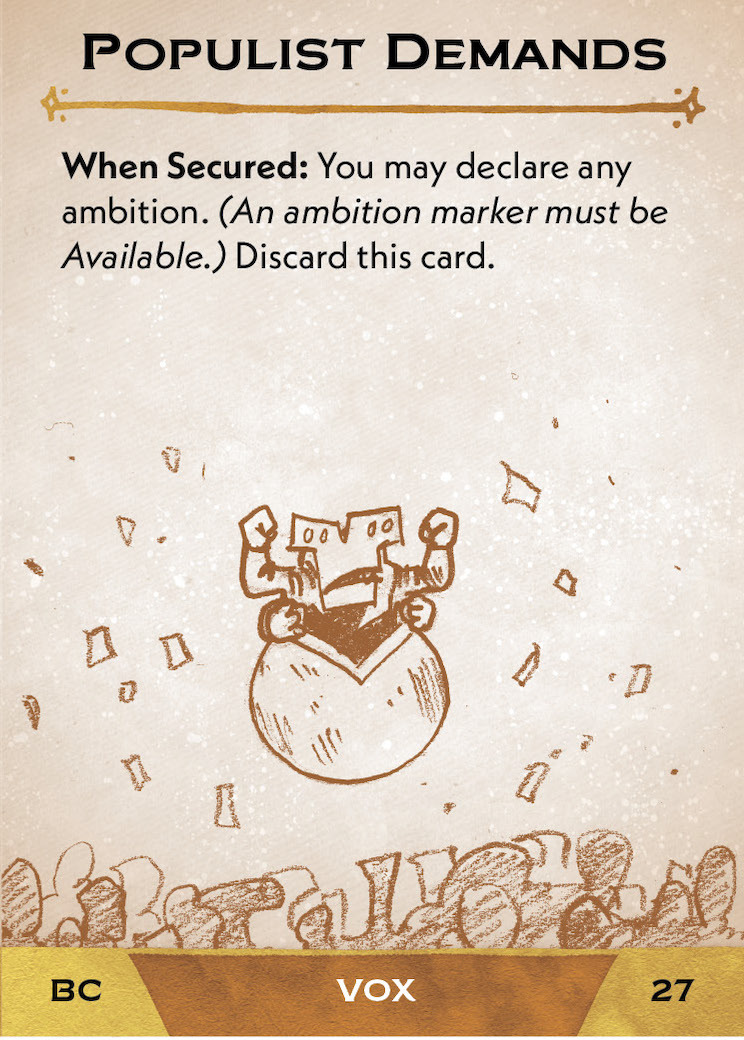 Populist Demands
When Secured: You may declare any
ambition. (An ambition marker must be
Available.) Discard this card.
BC
VOX
27